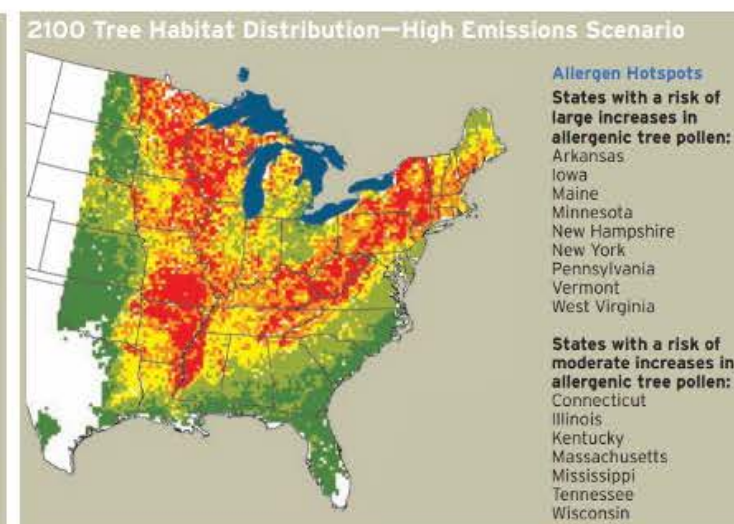 2100 Tree Habitat Distribution—High Emissions Scenario
Allergen Hotspots
States with a risk of
large increases in
allergenic tree pollen:
Arkansas
Iowa
Maine
Minnesota
New Hampshire
New York
Pennsylvania
Vermont
West Virginia
States with a risk of
moderate increases in
allergenic tree pollen:
Connecticut
Illinois
Kentucky
Massachusetts
Mississippi
Tennessee
Wisconsin